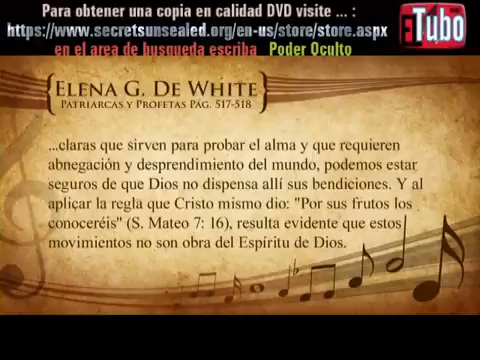 Para obtener una copia en calidad DVD visite ... :
https://www.secretsunsealed.org/en-us/store/store.aspx
en el area de busqueda escriba Poder Oculto
Tubo
ELENA G. DE WHITE
PATRIARCAS Y PROFETAS PÁG. 517-518
...claras que sirven para probar el alma y que requieren
abnegación y desprendimiento del mundo, podemos estar
seguros de que Dios no dispensa allí sus bendiciones. Y al
aplicar la regla que Cristo mismo dio: "Por sus frutos los
conoceréis" (S. Mateo 7: 16), resulta evidente que estos
movimientos no son obra del Espíritu de Dios.